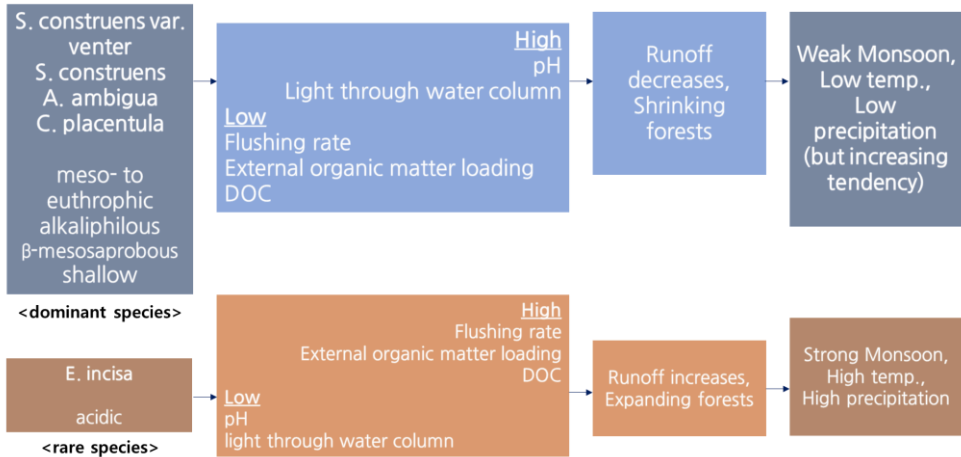 S. construens var.
venter
S. construens
A. ambigua
C. placentula
meso- to
euthrophic
alkaliphilous
β-mesosaprobous
shallow
<dominant species>
High
pH
Light through water column
Low
Flushing rate
External organic matter loading
DOC
Runoff
decreases,
Shrinking
forests
Weak Monsoon,
Low temp.,
Low
precipitation
(but increasing
tendency)
E. incisa
acidic
<rare species>
High
Flushing rate
External organic matter loading
DOC
Low
pH
light through water column
Runoff increases,
Expanding forests
Strong Monsoon,
High temp.,
High precipitation